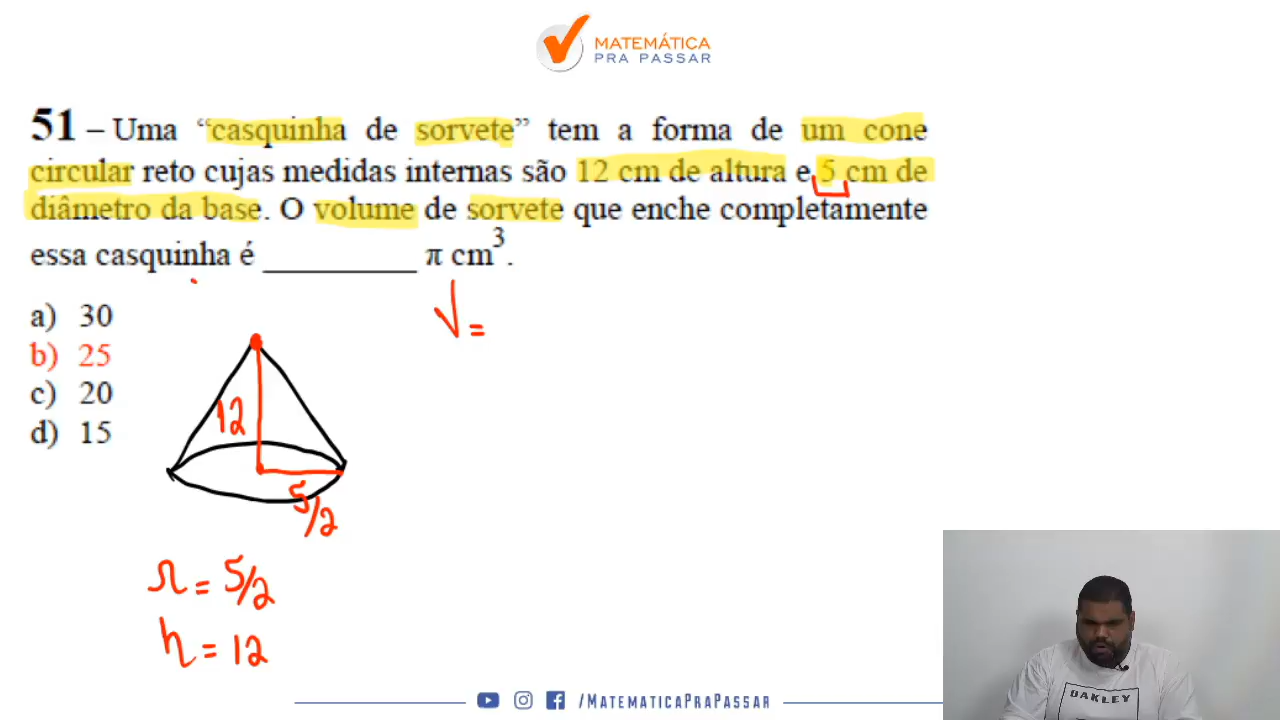 MATEMÁTICA
PRA PASSAR
51 – Uma “casquinha de sorvete” tem a forma de um cone
circular reto cujas medidas internas são 12 cm de altura e 5 cm de
diâmetro da base. O volume de sorvete que enche completamente
essa casquinha é __________ π cm³.
a) 30
b) 25
c) 20
d) 15
V =
12
5/2
r = 5/2
h = 12
OAKLEY
/MATEMATICAPRAPASSAR